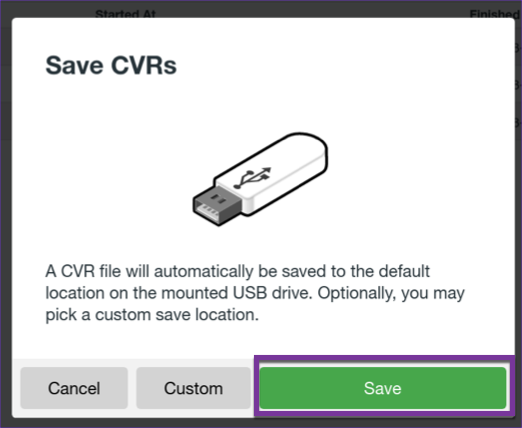 Started At Finished
Save CVRs
A CVR file will automatically be saved to the default
location on the mounted USB drive. Optionally, you may
pick a custom save location.
Cancel Custom Save